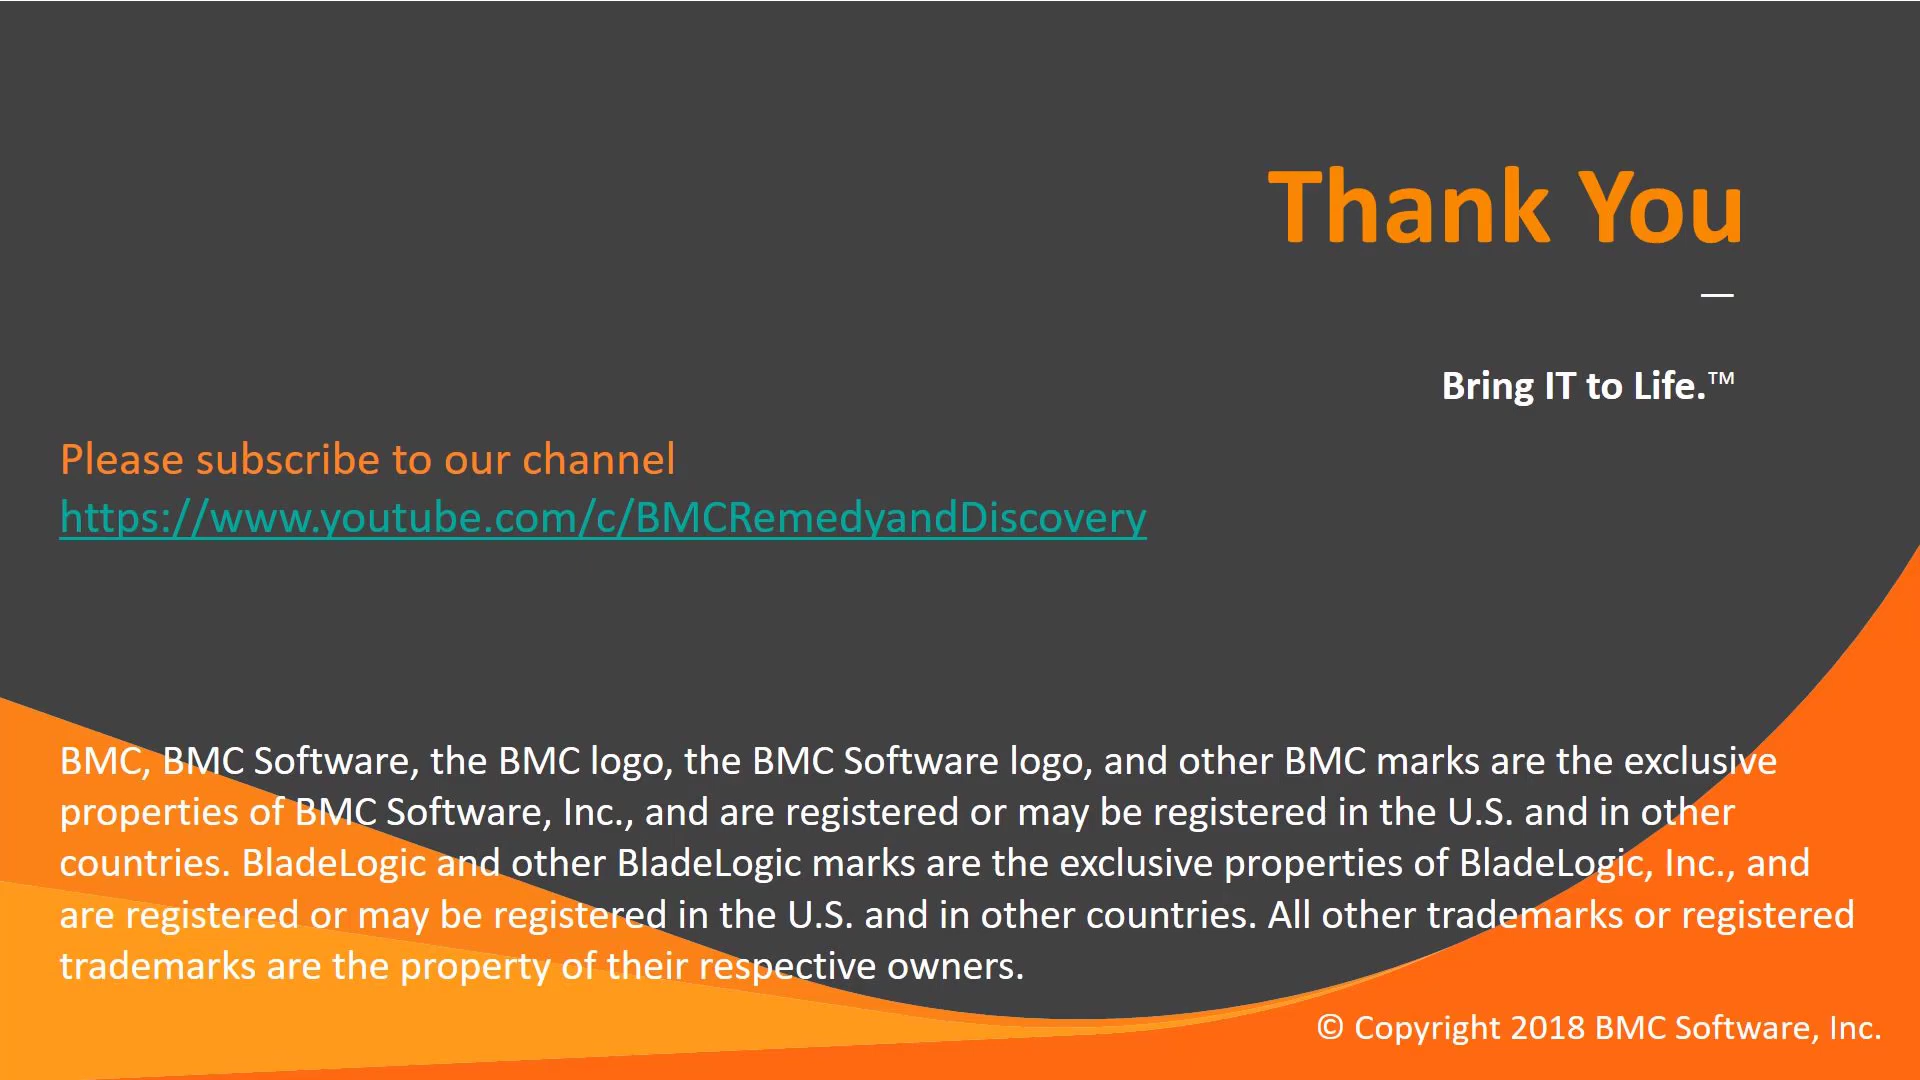 Thank You
—
Bring IT to Life.™
Please subscribe to our channel
https://www.youtube.com/c/BMCRemedyandDiscovery
BMC, BMC Software, the BMC logo, the BMC Software logo, and other BMC marks are the exclusive
properties of BMC Software, Inc., and are registered or may be registered in the U.S. and in other
countries. BladeLogic and other BladeLogic marks are the exclusive properties of BladeLogic, Inc., and
are registered or may be registered in the U.S. and in other countries. All other trademarks or registered
trademarks are the property of their respective owners.
© Copyright 2018 BMC Software, Inc.